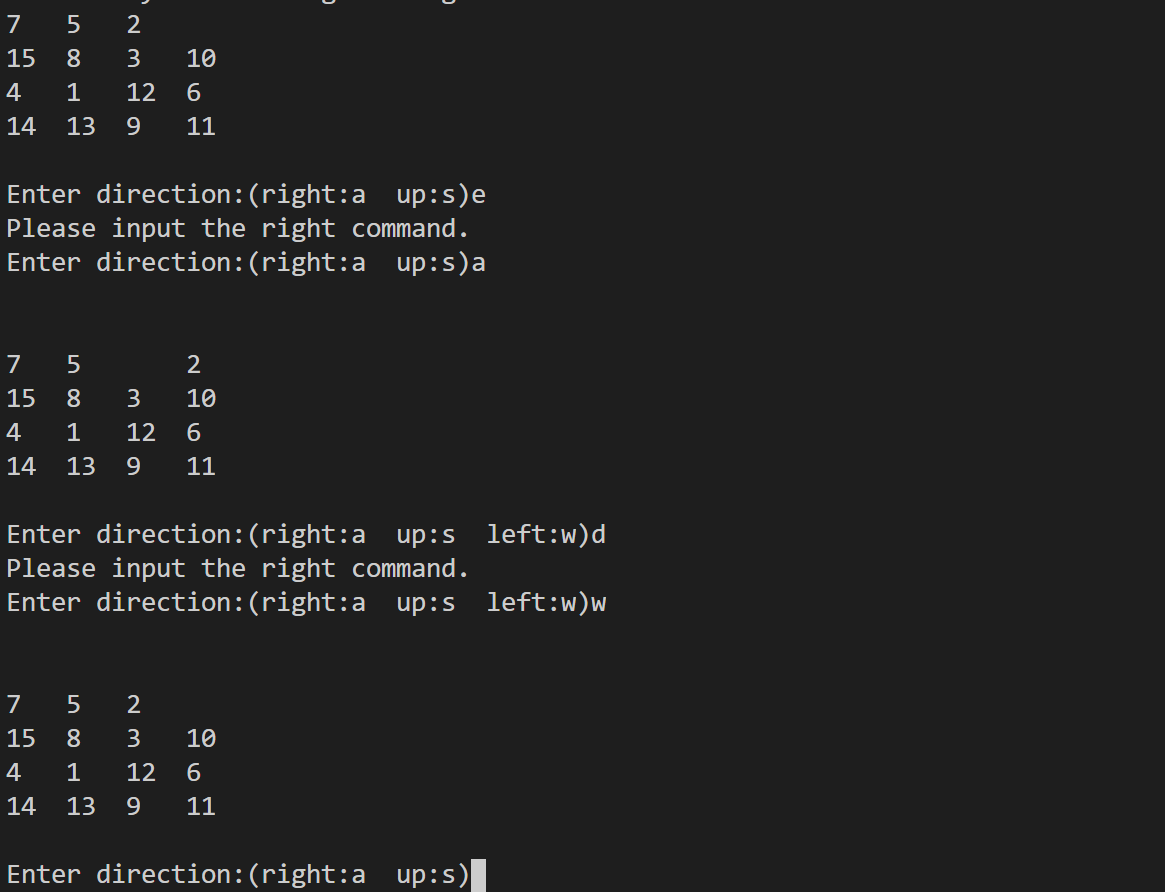 7   5   2
15  8   3   10
4   1   12  6
14  13  9   11
Enter direction:(right:a  up:s)e
Please input the right command.
Enter direction:(right:a  up:s)a
7   5       2
15  8   3   10
4   1   12  6
14  13  9   11
Enter direction:(right:a  up:s  left:w)d
Please input the right command.
Enter direction:(right:a  up:s  left:w)w
7   5   2
15  8   3   10
4   1   12  6
14  13  9   11
Enter direction:(right:a  up:s)